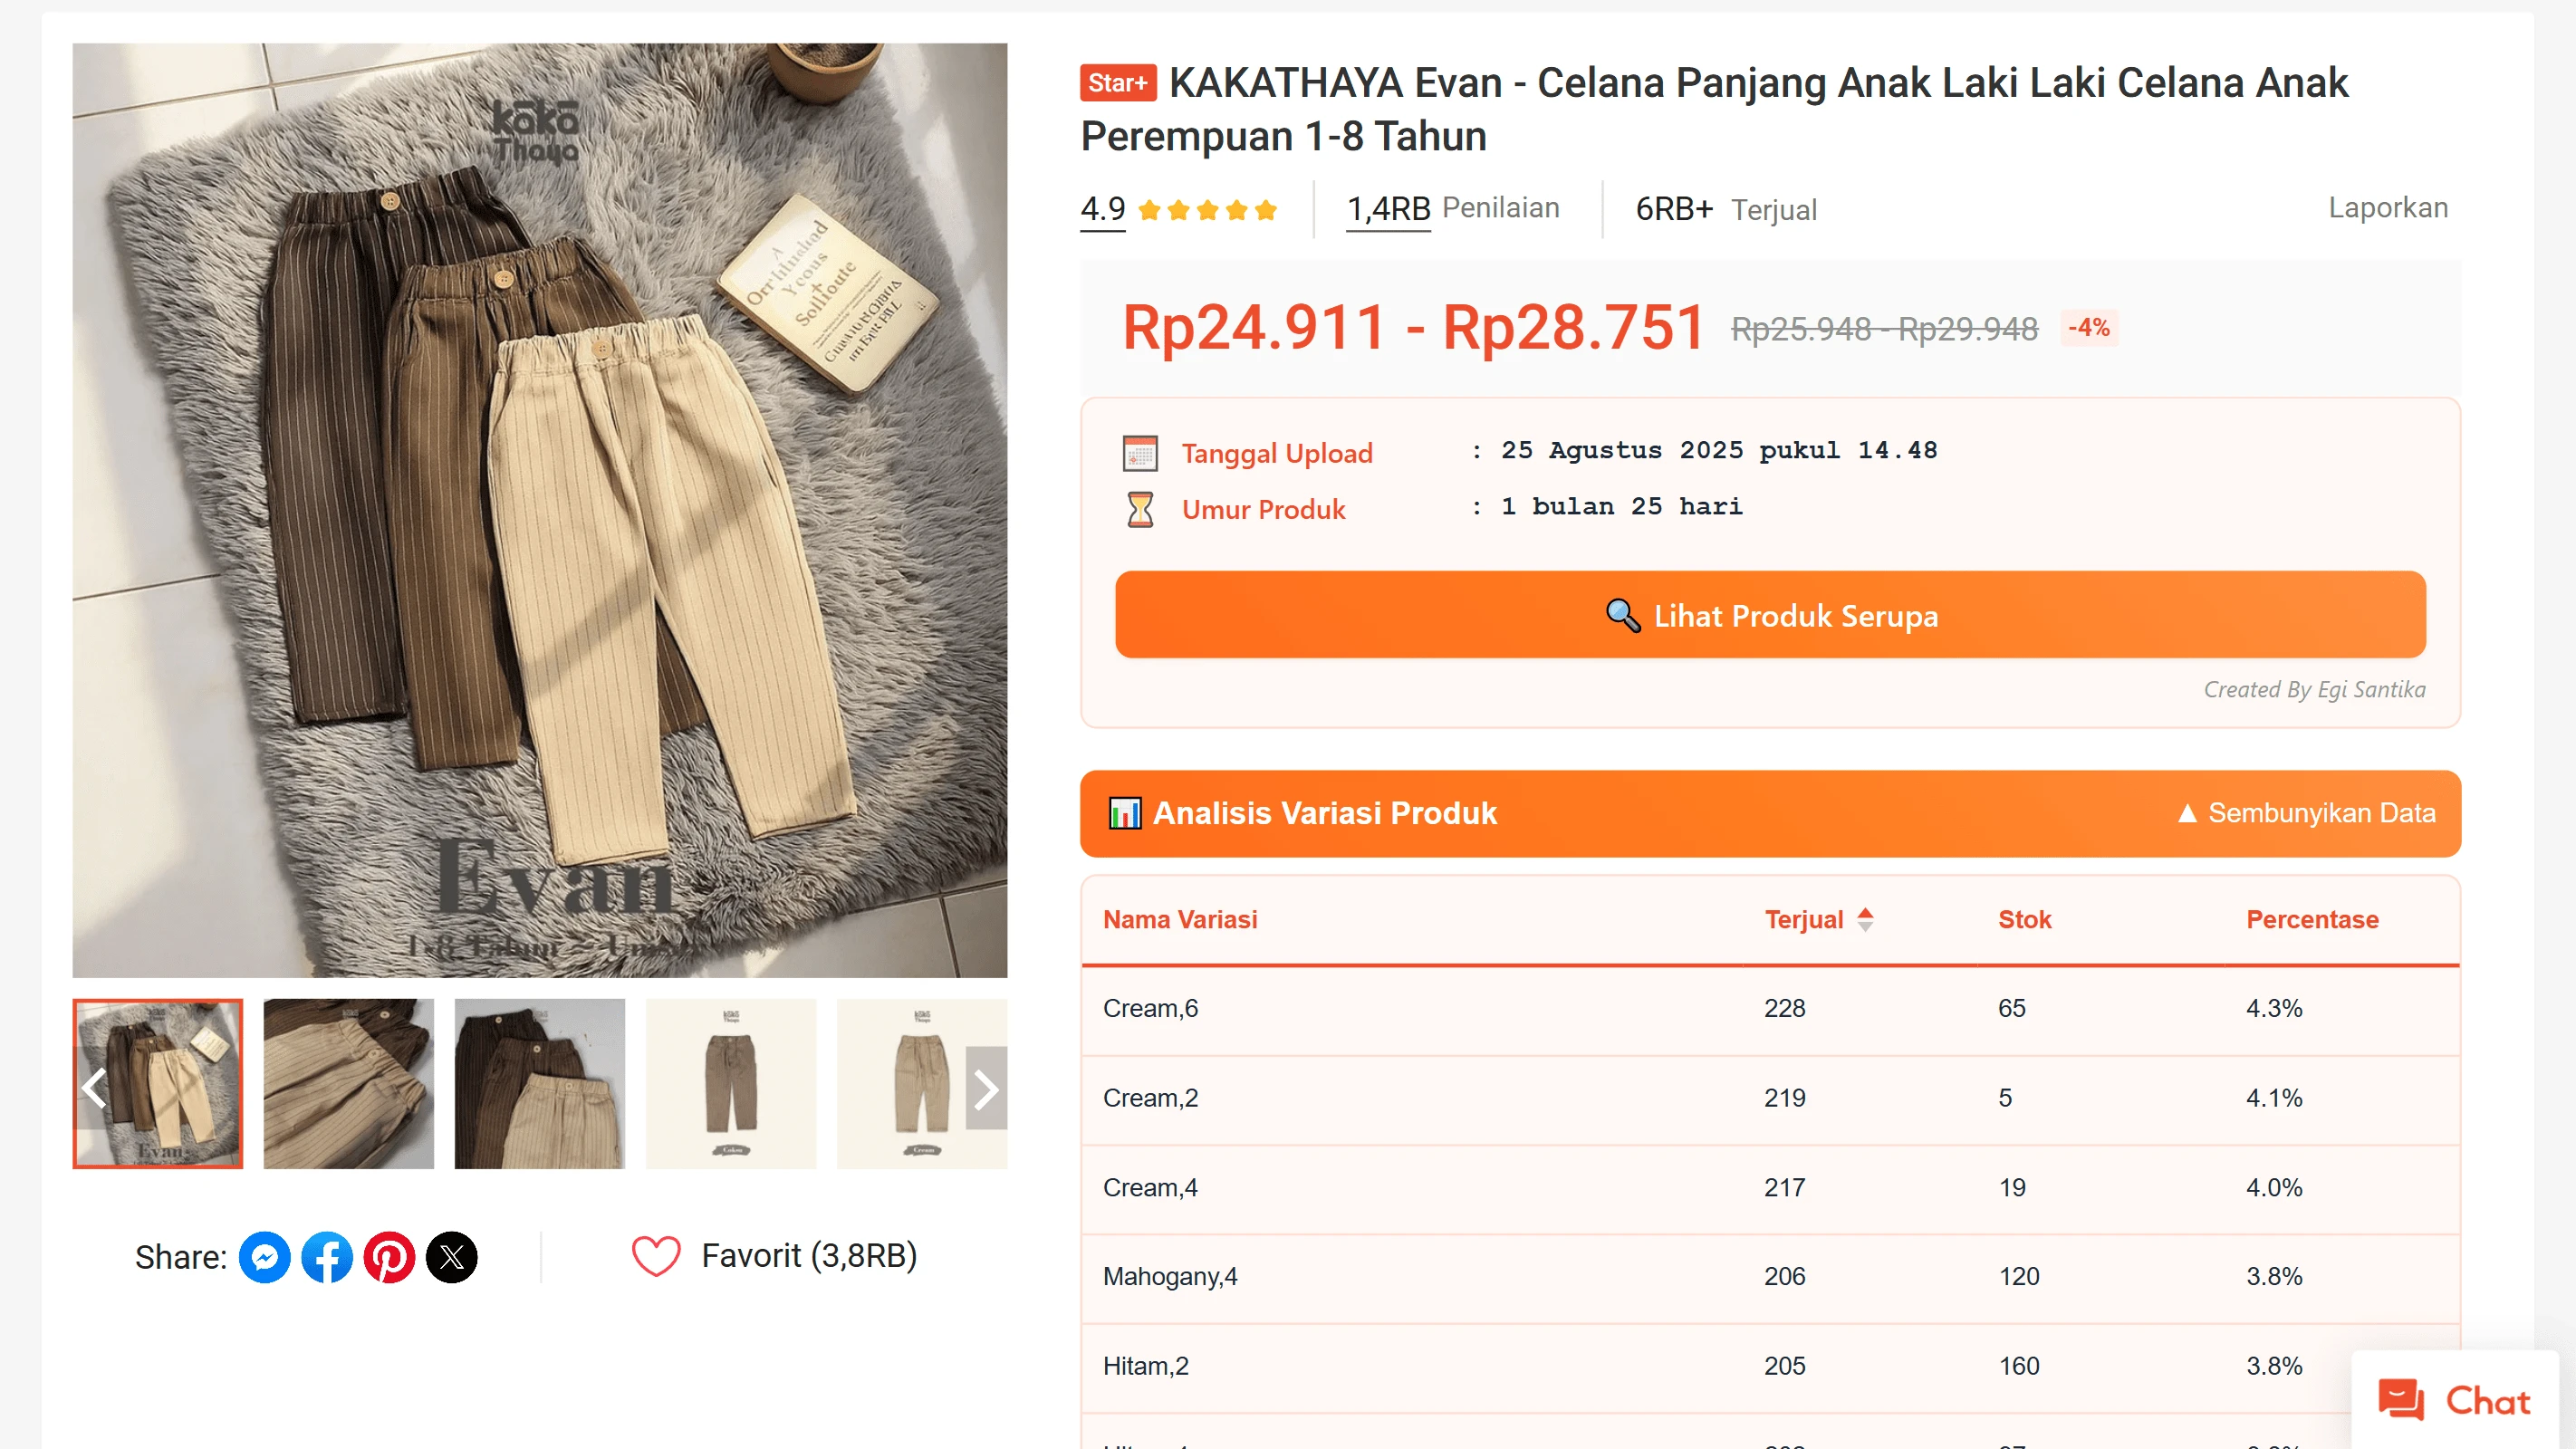 kaka
Thaya
Evan
1-8 Tahun
Share:
Favorit (3,8RB)
Star+ KAKATHAYA Evan - Celana Panjang Anak Laki Laki Celana Anak
Perempuan 1-8 Tahun
4.9 1,4RB Penilaian 6RB+ Terjual Laporkan
Rp24.911 - Rp28.751 Rp25.948 - Rp29.948 -4%
Tanggal Upload : 25 Agustus 2025 pukul 14.48
Umur Produk : 1 bulan 25 hari
Lihat Produk Serupa
Created By Egi Santika
Analisis Variasi Produk ▲ Sembunyikan Data
Nama Variasi Terjual Stok Percentase
Cream,6 228 65 4.3%
Cream,2 219 5 4.1%
Cream,4 217 19 4.0%
Mahogany,4 206 120 3.8%
Hitam,2 205 160 3.8%
Chat